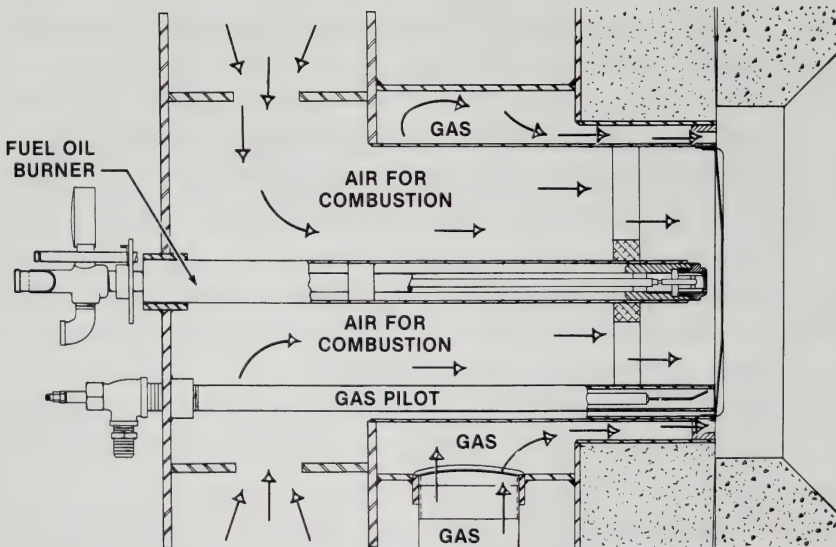 GAS
FUEL OIL
BURNER
AIR FOR
COMBUSTION
AIR FOR
COMBUSTION
GAS PILOT
GAS
GAS